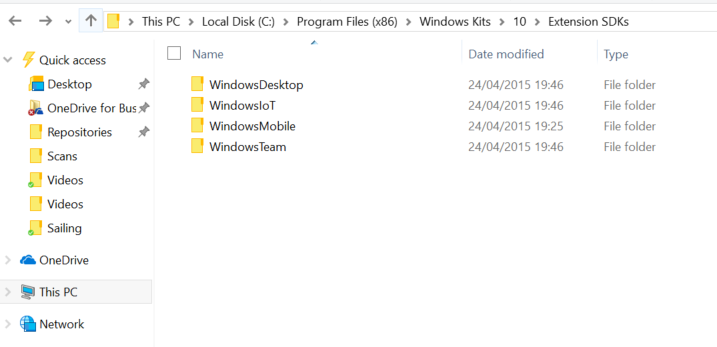 This PC > Local Disk (C:) > Program Files (x86) > Windows Kits > 10 > Extension SDKs
Name Date modified Type
Quick access
Desktop
OneDrive for Bus
Repositories
Scans
Videos
Videos
Sailing
OneDrive
This PC
Network
WindowsDesktop 24/04/2015 19:46 File folder
WindowsIoT 24/04/2015 19:46 File folder
WindowsMobile 24/04/2015 19:25 File folder
WindowsTeam 24/04/2015 19:46 File folder